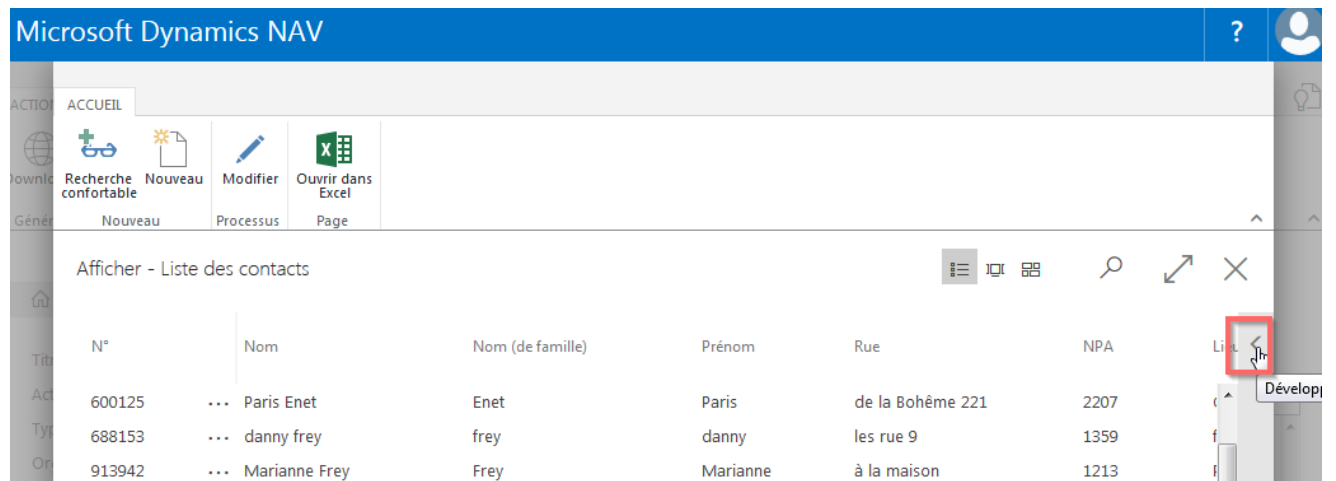 Microsoft Dynamics NAV ?
ACCUEIL
Recherche confortable Nouveau Modifier Ouvrir dans Excel
Nouveau Processus Page
Afficher - Liste des contacts
N° Nom Nom (de famille) Prénom Rue NPA
Dévelop
600125 ... Paris Enet Enet Paris de la Bohême 221 2207
688153 ... danny frey frey danny les rue 9 1359
913942 ... Marianne Frey Frey Marianne à la maison 1213